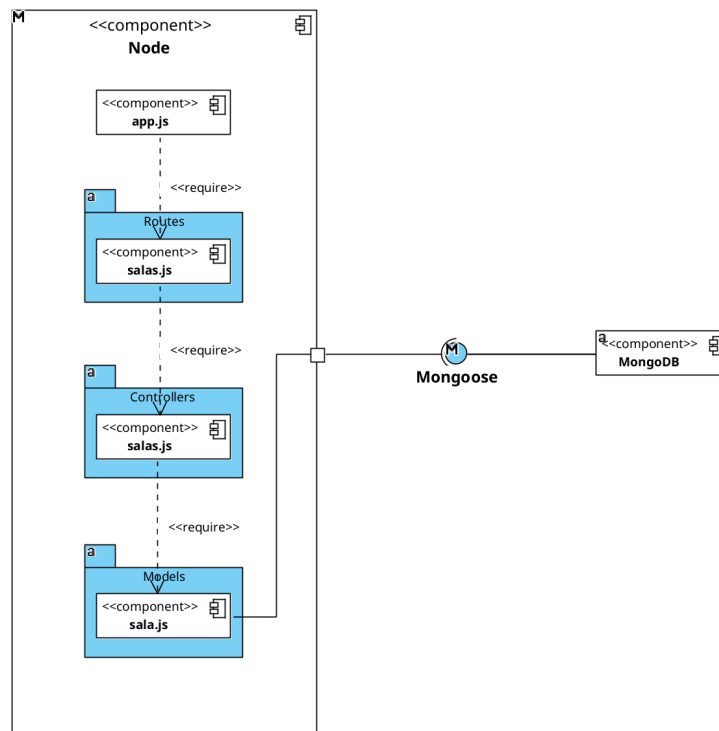 M
<<component>>
Node
<<component>>
app.js
<<require>>
a
Routes
<<component>>
salas.js
<<require>>
a
Controllers
<<component>>
salas.js
<<require>>
a
Models
<<component>>
sala.js
M
Mongoose
a
<<component>>
MongoDB